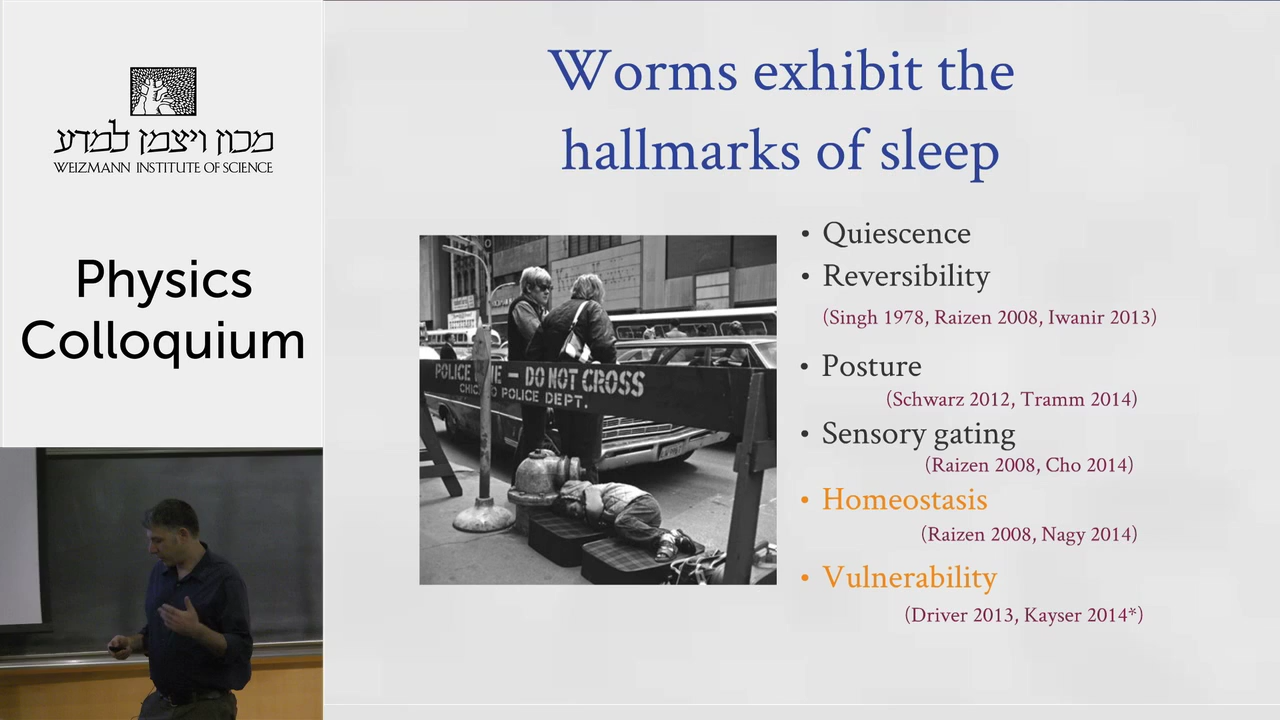 מכון ויצמן למדע
WEIZMANN INSTITUTE OF SCIENCE
Physics
Colloquium
Worms exhibit the
hallmarks of sleep
• Quiescence
• Reversibility
(Singh 1978, Raizen 2008, Iwanir 2013)
• Posture
(Schwarz 2012, Tramm 2014)
• Sensory gating
(Raizen 2008, Cho 2014)
• Homeostasis
(Raizen 2008, Nagy 2014)
• Vulnerability
(Driver 2013, Kayser 2014*)
POLICE — DO NOT CROSS
POLICE DEPT.